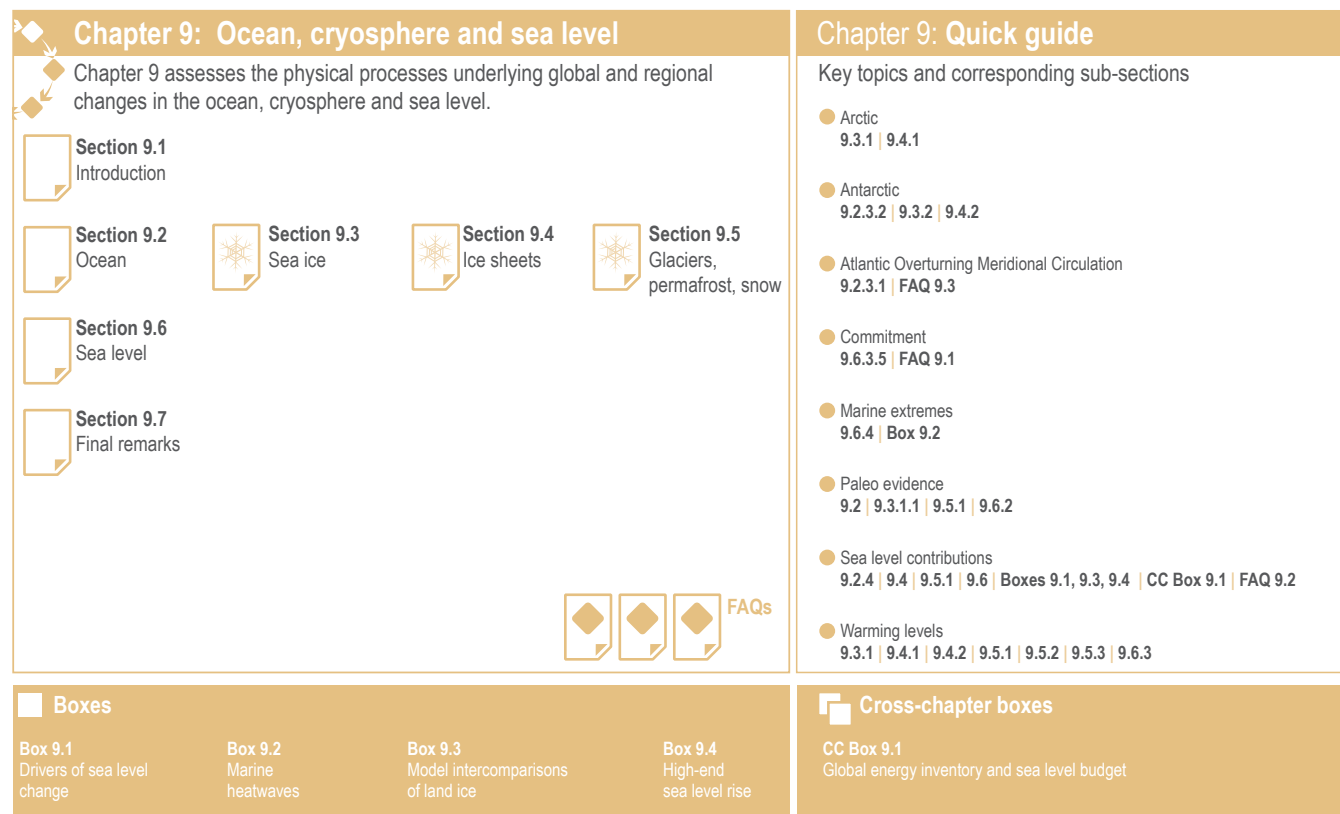 Chapter 9: Ocean, cryosphere and sea level
Chapter 9 assesses the physical processes underlying global and regional
changes in the ocean, cryosphere and sea level.
Section 9.1
Introduction
Section 9.2
Ocean
Section 9.3
Sea ice
Section 9.4
Ice sheets
Section 9.5
Glaciers,
permafrost, snow
Section 9.6
Sea level
Section 9.7
Final remarks
FAQs
Chapter 9: Quick guide
Key topics and corresponding sub-sections
Arctic
9.3.1 | 9.4.1
Antarctic
9.2.3.2 | 9.3.2 | 9.4.2
Atlantic Overturning Meridional Circulation
9.2.3.1 | FAQ 9.3
Commitment
9.6.3.5 | FAQ 9.1
Marine extremes
9.6.4 | Box 9.2
Paleo evidence
9.2 | 9.3.1.1 | 9.5.1 | 9.6.2
Sea level contributions
9.2.4 | 9.4 | 9.5.1 | 9.6 | Boxes 9.1, 9.3, 9.4 | CC Box 9.1 | FAQ 9.2
Warming levels
9.3.1 | 9.4.1 | 9.4.2 | 9.5.1 | 9.5.2 | 9.5.3 | 9.6.3
Boxes
Box 9.1
Drivers of sea level
change
Box 9.2
Marine
heatwaves
Box 9.3
Model intercomparisons
of land ice
Box 9.4
High-end
sea level rise
Cross-chapter boxes
CC Box 9.1
Global energy inventory and sea level budget